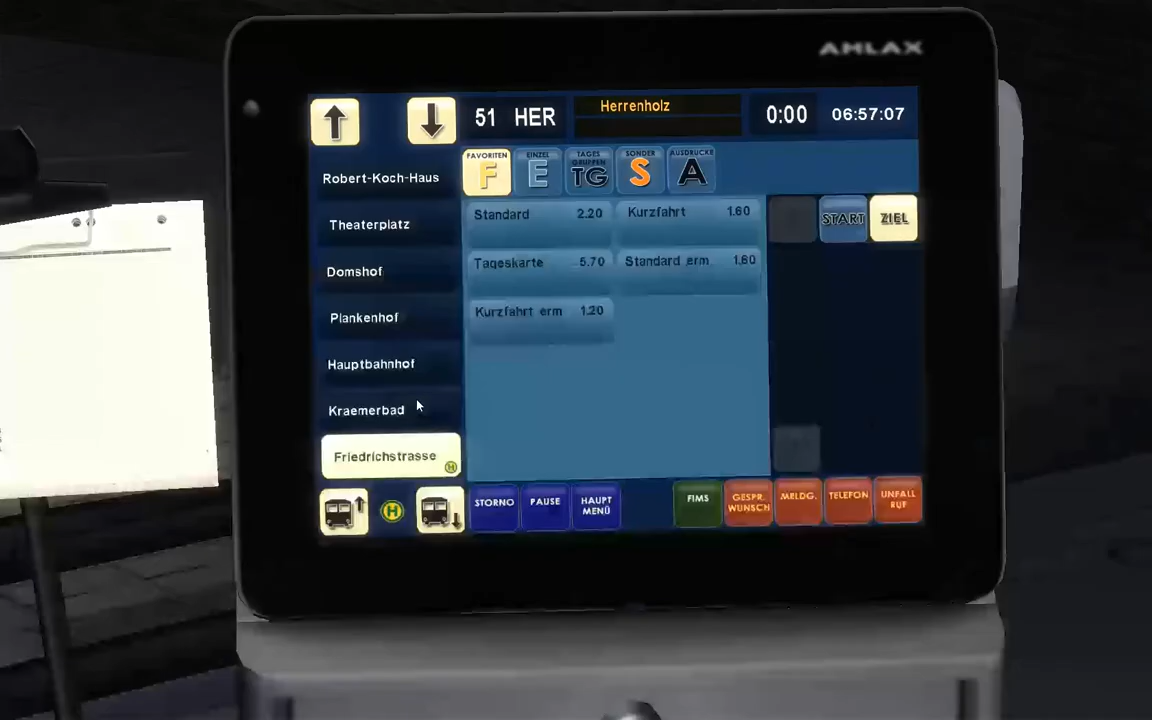 AHLAX
51 HER
Herrenholz
0:00
06:57:07
Robert-Koch-Haus
Theaterplatz
Domshof
Plankenhof
Hauptbahnhof
Kraemerbad
Friedrichstrasse
H
FAVORITEN
F
EINZEL
E
TAGES
GRUPPEN
TG
SONDER
S
AUSDRUCKE
A
Standard 2.20
Kurzfahrt 1.60
Tageskarte 5.70
Standard erm 1.60
Kurzfahrt erm 1.20
START
ZIEL
H
STORNO
PAUSE
HAUPT
MENÜ
FIMS
GESPR.
WUNSCH
MELDG.
TELEFON
UNFALL
RUF